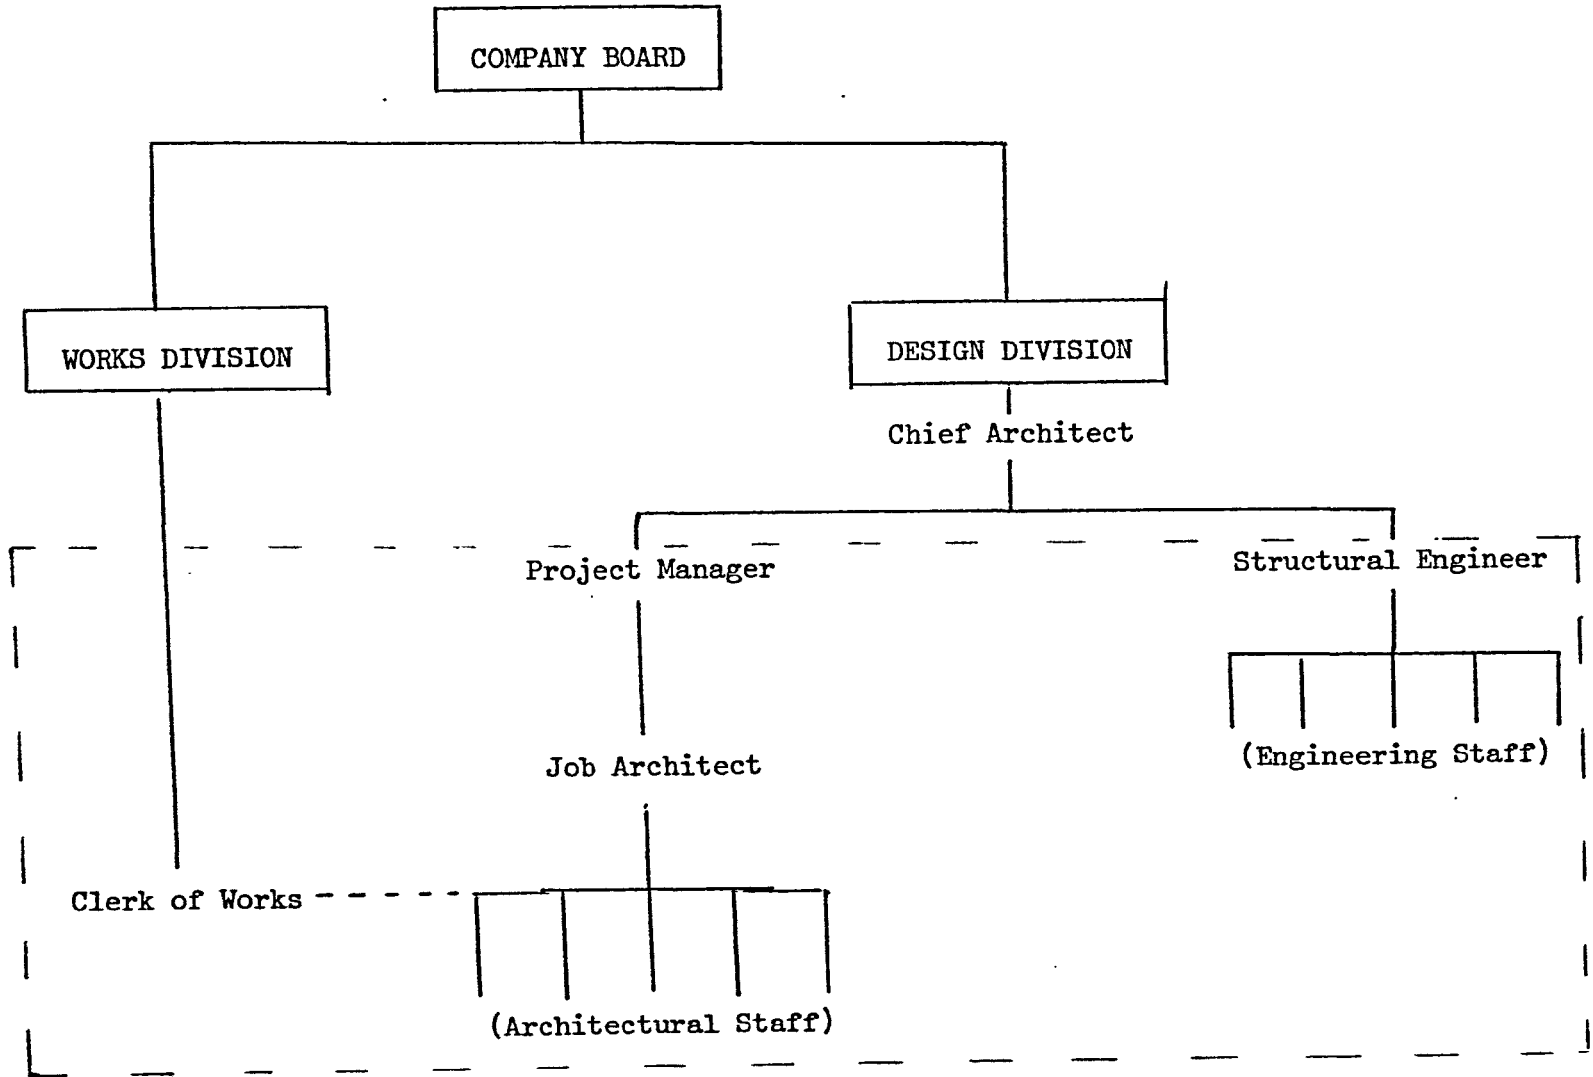 COMPANY BOARD
WORKS DIVISION
DESIGN DIVISION
Chief Architect
Project Manager
Structural Engineer
Job Architect
(Engineering Staff)
Clerk of Works
(Architectural Staff)